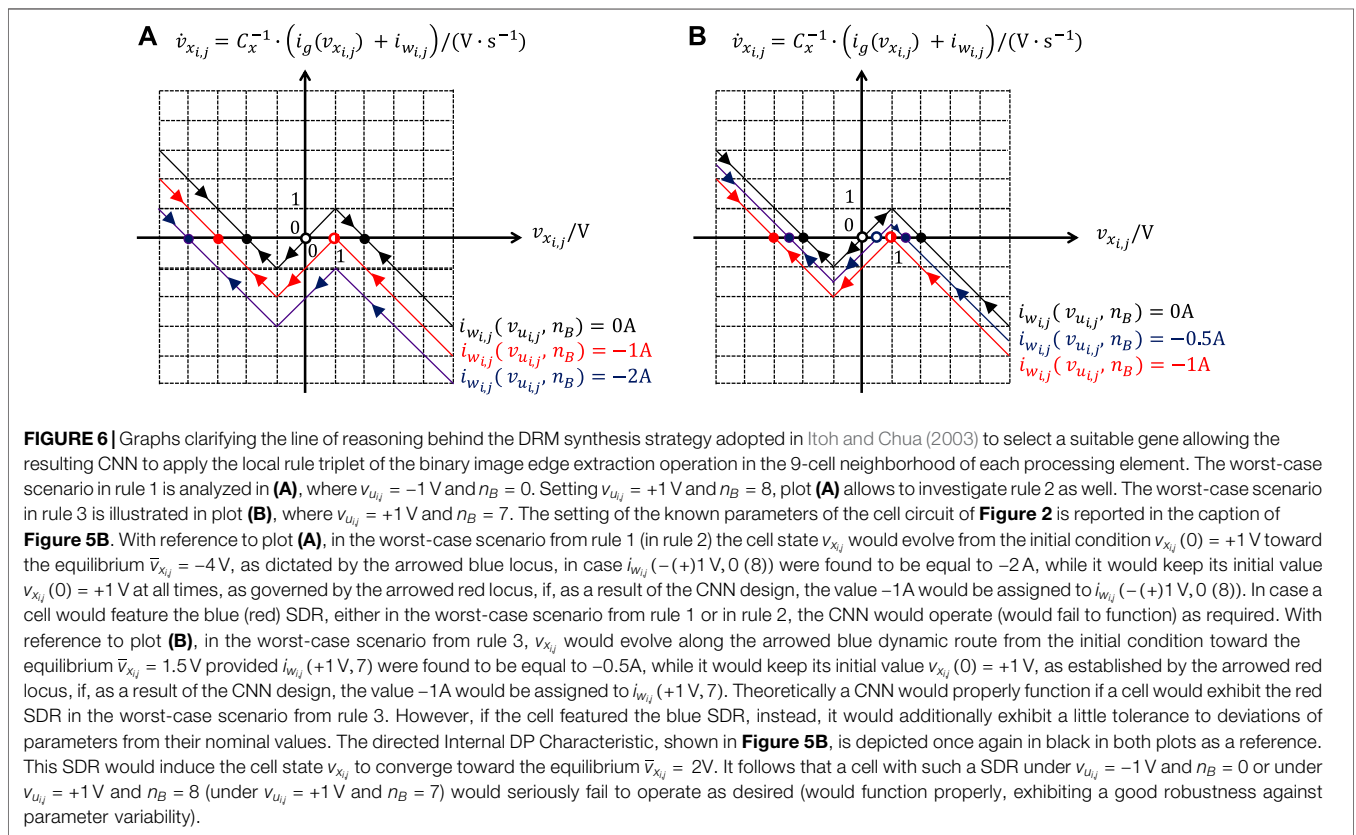 A   v̇_{x_{i,j}} = C_x^{-1} · (i_g(v_{x_{i,j}}) + i_{w_{i,j}})/(V · s^{-1})
1
0
0
1
v_{x_{i,j}}/V
i_{w_{i,j}}( v_{u_{i,j}}, n_B) = 0A
i_{w_{i,j}}( v_{u_{i,j}}, n_B) = −1A
i_{w_{i,j}}( v_{u_{i,j}}, n_B) = −2A
B   v̇_{x_{i,j}} = C_x^{-1} · (i_g(v_{x_{i,j}}) + i_{w_{i,j}})/(V · s^{-1})
1
0
0
1
v_{x_{i,j}}/V
i_{w_{i,j}}( v_{u_{i,j}}, n_B) = 0A
i_{w_{i,j}}( v_{u_{i,j}}, n_B) = −0.5A
i_{w_{i,j}}( v_{u_{i,j}}, n_B) = −1A
FIGURE 6 | Graphs clarifying the line of reasoning behind the DRM synthesis strategy adopted in Itoh and Chua (2003) to select a suitable gene allowing the
resulting CNN to apply the local rule triplet of the binary image edge extraction operation in the 9-cell neighborhood of each processing element. The worst-case
scenario in rule 1 is analyzed in (A), where v_{u_{i,j}} = −1 V and n_B = 0. Setting v_{u_{i,j}} = +1 V and n_B = 8, plot (A) allows to investigate rule 2 as well. The worst-case scenario
in rule 3 is illustrated in plot (B), where v_{u_{i,j}} = +1 V and n_B = 7. The setting of the known parameters of the cell circuit of Figure 2 is reported in the caption of
Figure 5B. With reference to plot (A), in the worst-case scenario from rule 1 (in rule 2) the cell state v_{x_{i,j}} would evolve from the initial condition v_{x_{i,j}} (0) = +1 V toward
the equilibrium v̄_{x_{i,j}} = −4 V, as dictated by the arrowed blue locus, in case i_{w_{i,j}} (−(+)1 V, 0 (8)) were found to be equal to −2 A, while it would keep its initial value
v_{x_{i,j}} (0) = +1 V at all times, as governed by the arrowed red locus, if, as a result of the CNN design, the value −1A would be assigned to i_{w_{i,j}} (−(+)1 V, 0 (8)). In case a
cell would feature the blue (red) SDR, either in the worst-case scenario from rule 1 or in rule 2, the CNN would operate (would fail to function) as required. With
reference to plot (B), in the worst-case scenario from rule 3, v_{x_{i,j}} would evolve along the arrowed blue dynamic route from the initial condition toward the
equilibrium v̄_{x_{i,j}} = 1.5 V provided i_{w_{i,j}} (+1 V, 7) were found to be equal to −0.5A, while it would keep its initial value v_{x_{i,j}} (0) = +1 V, as established by the arrowed red
locus, if, as a result of the CNN design, the value −1A would be assigned to i_{w_{i,j}} (+1 V, 7). Theoretically a CNN would properly function if a cell would exhibit the red
SDR in the worst-case scenario from rule 3. However, if the cell featured the blue SDR, instead, it would additionally exhibit a little tolerance to deviations of
parameters from their nominal values. The directed Internal DP Characteristic, shown in Figure 5B, is depicted once again in black in both plots as a reference.
This SDR would induce the cell state v_{x_{i,j}} to converge toward the equilibrium v̄_{x_{i,j}} = 2V. It follows that a cell with such a SDR under v_{u_{i,j}} = −1 V and n_B = 0 or under
v_{u_{i,j}} = +1 V and n_B = 8 (under v_{u_{i,j}} = +1 V and n_B = 7) would seriously fail to operate as desired (would function properly, exhibiting a good robustness against
parameter variability).